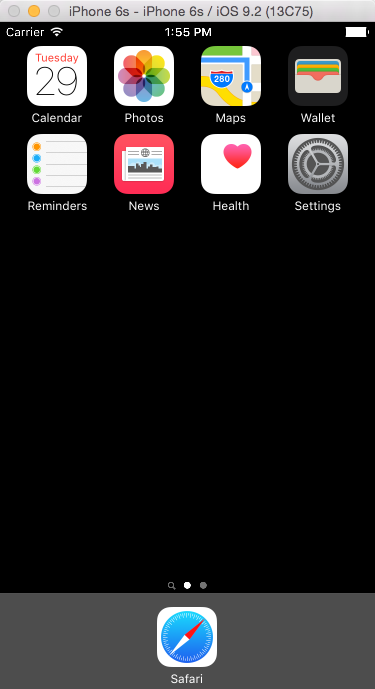 iPhone 6s - iPhone 6s / iOS 9.2 (13C75)
Carrier 1:55 PM
Tuesday
29
280
Calendar Photos Maps Wallet
Reminders News Health Settings
Safari